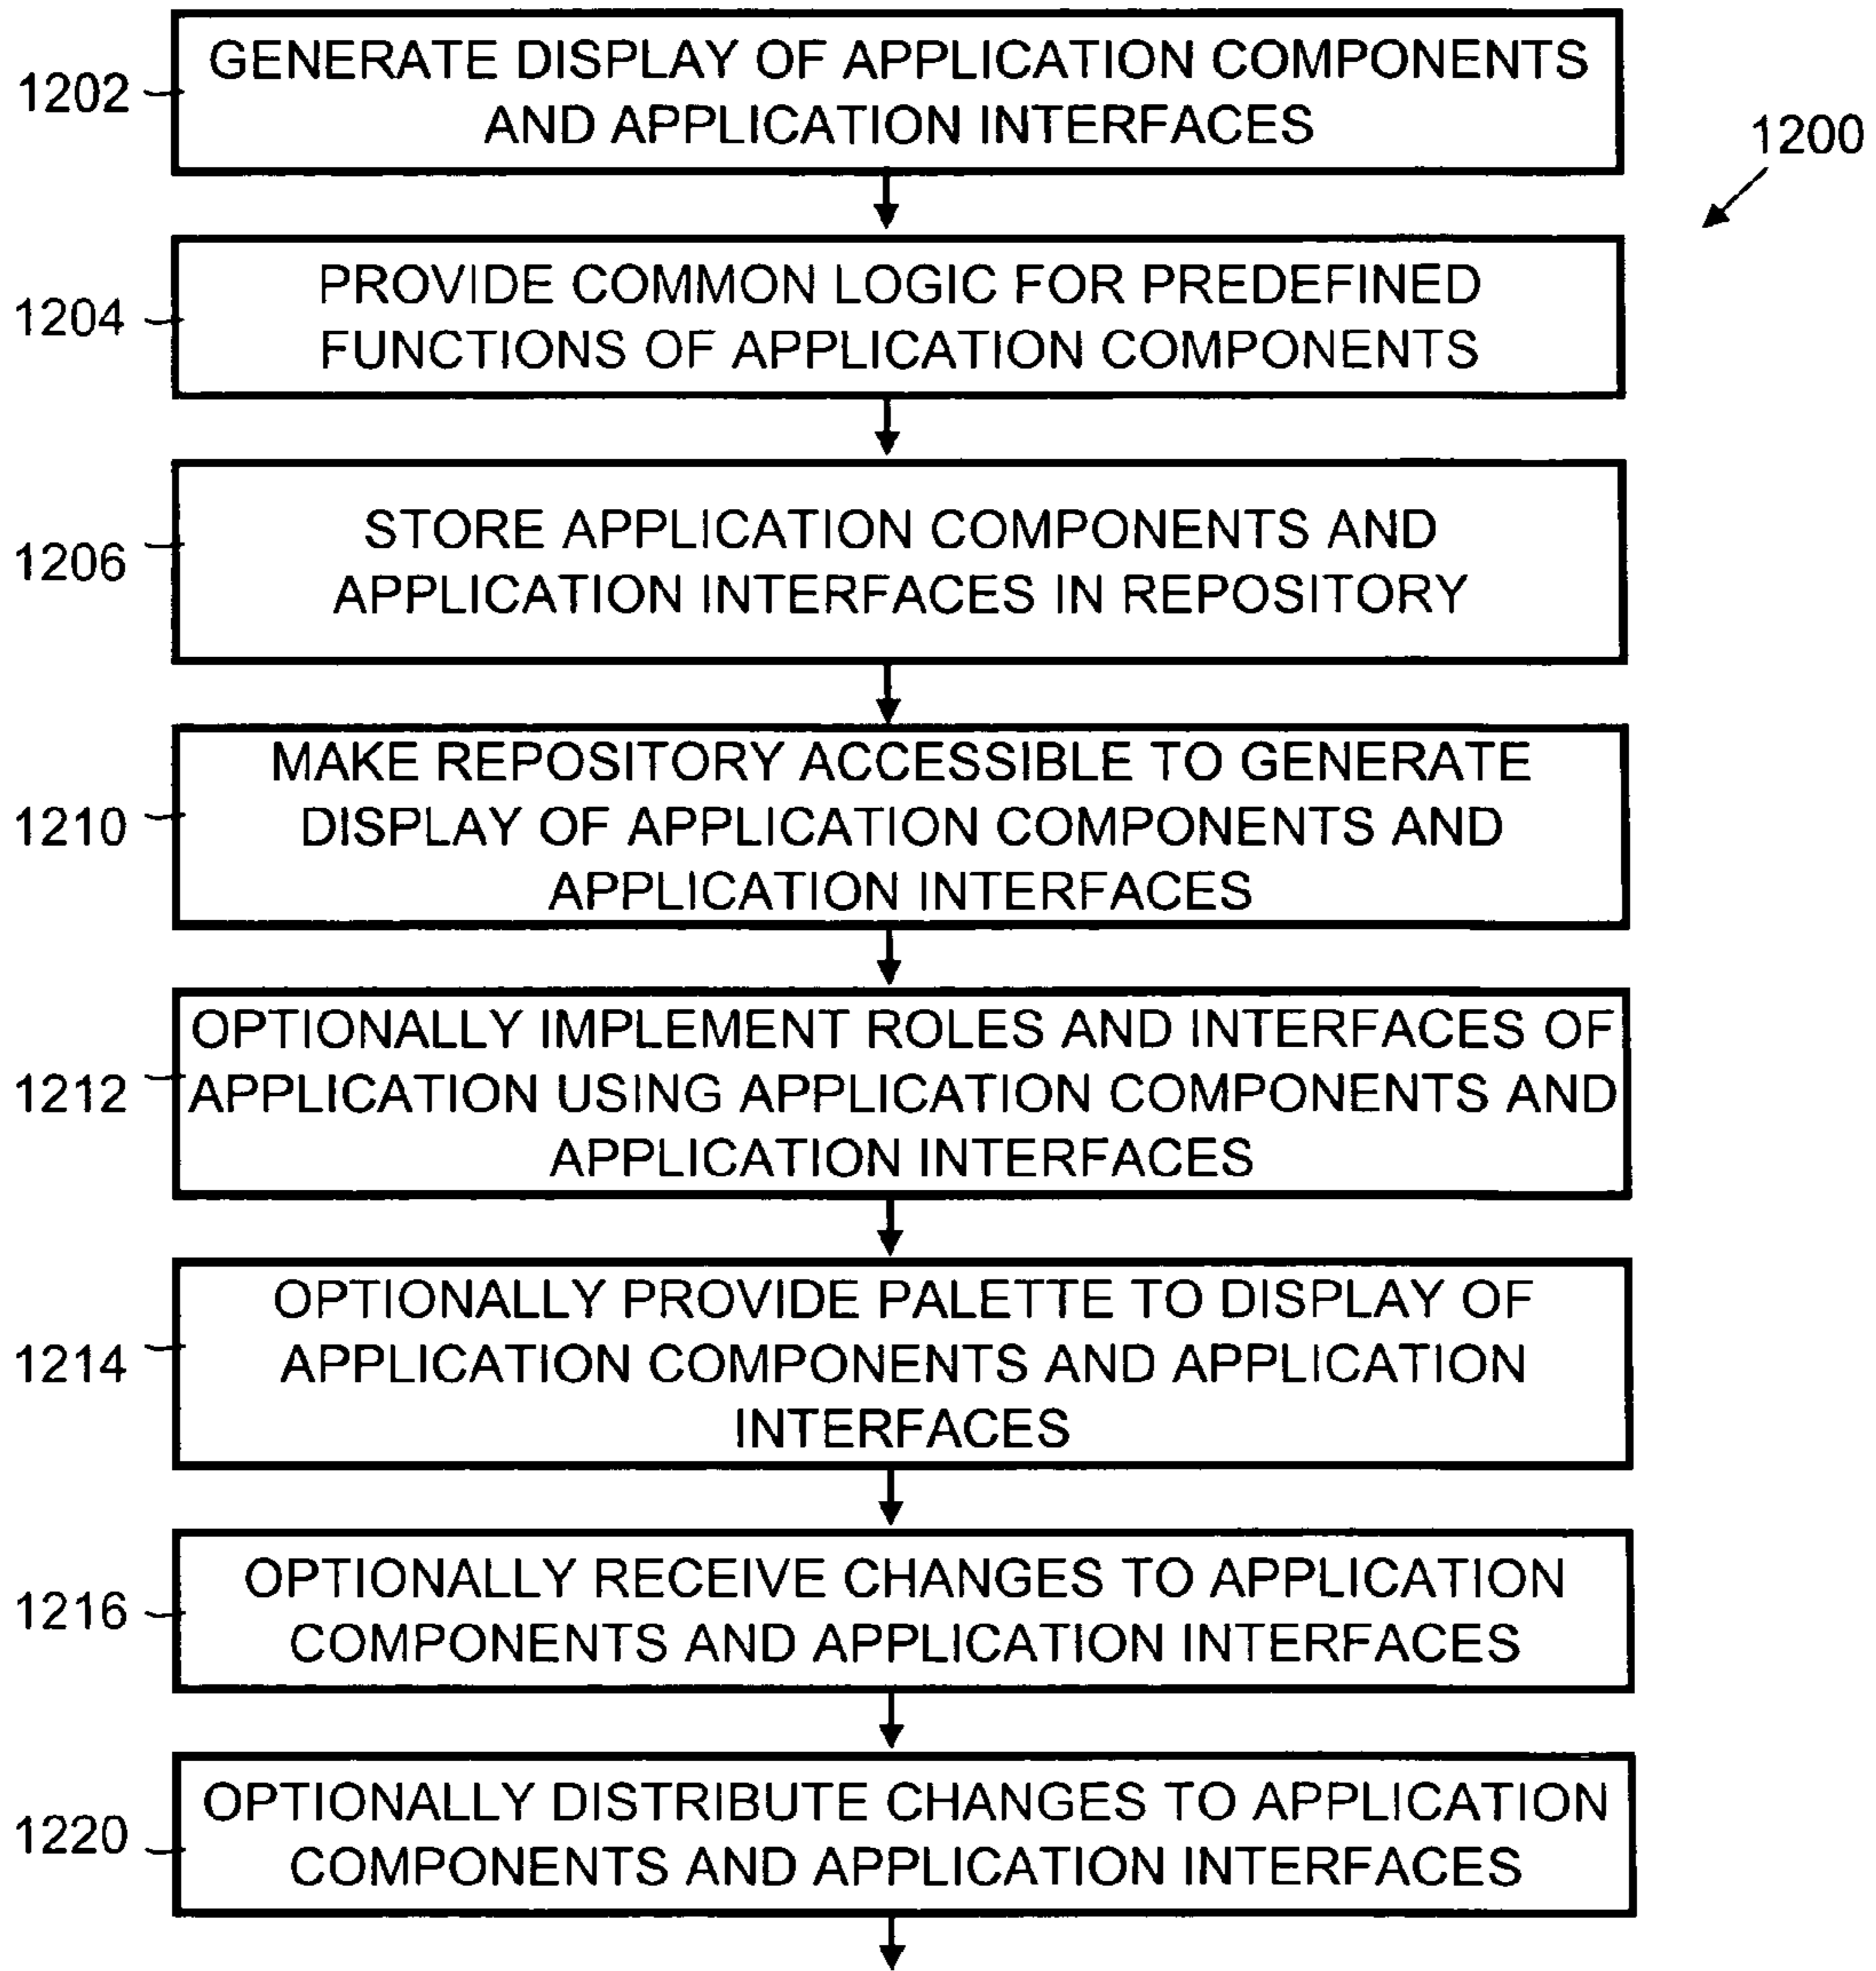 GENERATE DISPLAY OF APPLICATION COMPONENTS
AND APPLICATION INTERFACES
1202
1200
PROVIDE COMMON LOGIC FOR PREDEFINED
FUNCTIONS OF APPLICATION COMPONENTS
1204
STORE APPLICATION COMPONENTS AND
APPLICATION INTERFACES IN REPOSITORY
1206
MAKE REPOSITORY ACCESSIBLE TO GENERATE
DISPLAY OF APPLICATION COMPONENTS AND
APPLICATION INTERFACES
1210
OPTIONALLY IMPLEMENT ROLES AND INTERFACES OF
APPLICATION USING APPLICATION COMPONENTS AND
APPLICATION INTERFACES
1212
OPTIONALLY PROVIDE PALETTE TO DISPLAY OF
APPLICATION COMPONENTS AND APPLICATION
INTERFACES
1214
OPTIONALLY RECEIVE CHANGES TO APPLICATION
COMPONENTS AND APPLICATION INTERFACES
1216
OPTIONALLY DISTRIBUTE CHANGES TO APPLICATION
COMPONENTS AND APPLICATION INTERFACES
1220